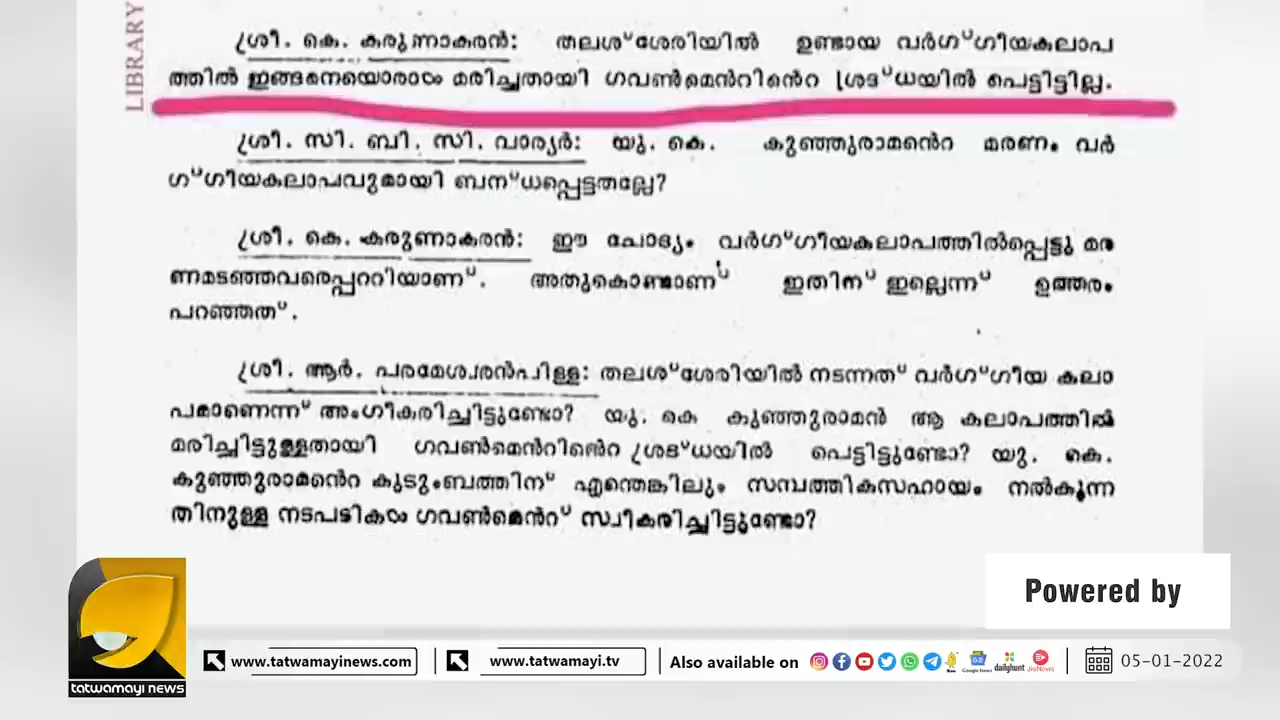 LIBRARY
ശ്രീ. കെ. കരുണാകരൻ: തലശ്ശേരിയിൽ ഉണ്ടായ വർഗ്ഗീയകലാപ
ത്തിൽ ഇങ്ങനെയൊരാൾ മരിച്ചതായി ഗവൺമെൻറിൻെറ ശ്രദ്ധയിൽ പെട്ടിട്ടില്ല.
ശ്രീ. സി. ബി. സി. വാര്യർ: യു. കെ. കുഞ്ഞുരാമൻെറ മരണം വർ
ഗ്ഗീയകലാപവുമായി ബന്ധപ്പെട്ടതല്ലേ?
ശ്രീ. കെ. കരുണാകരൻ: ഈ ചോദ്യം വർഗ്ഗീയകലാപത്തിൽപ്പെട്ടു മര
ണമടഞ്ഞവരെപ്പററിയാണ്. അതുകൊണ്ടാണ് ഇതിന് ഇല്ലെന്ന് ഉത്തരം
പറഞ്ഞത്.
ശ്രീ. ആർ. പരമേശ്വരൻപിള്ള: തലശ്ശേരിയിൽ നടന്നത് വർഗ്ഗീയ കലാ
പമാണെന്ന് അംഗീകരിച്ചിട്ടുണ്ടോ? യു. കെ കുഞ്ഞുരാമൻ ആ കലാപത്തിൽ
മരിച്ചിട്ടുള്ളതായി ഗവൺമെൻറിൻെറ ശ്രദ്ധയിൽ പെട്ടിട്ടുണ്ടോ? യു. കെ.
കുഞ്ഞുരാമൻെറ കുടുംബത്തിന് എന്തെങ്കിലും സമ്പത്തികസഹായം നൽകുന്ന
തിനുള്ള നടപടികൾ ഗവൺമെൻറ് സ്വീകരിച്ചിട്ടുണ്ടോ?
Powered by
tatwamayi news
www.tatwamayinews.com
www.tatwamayi.tv
Also available on
Google News
dailyhunt
JioNews
05-01-2022